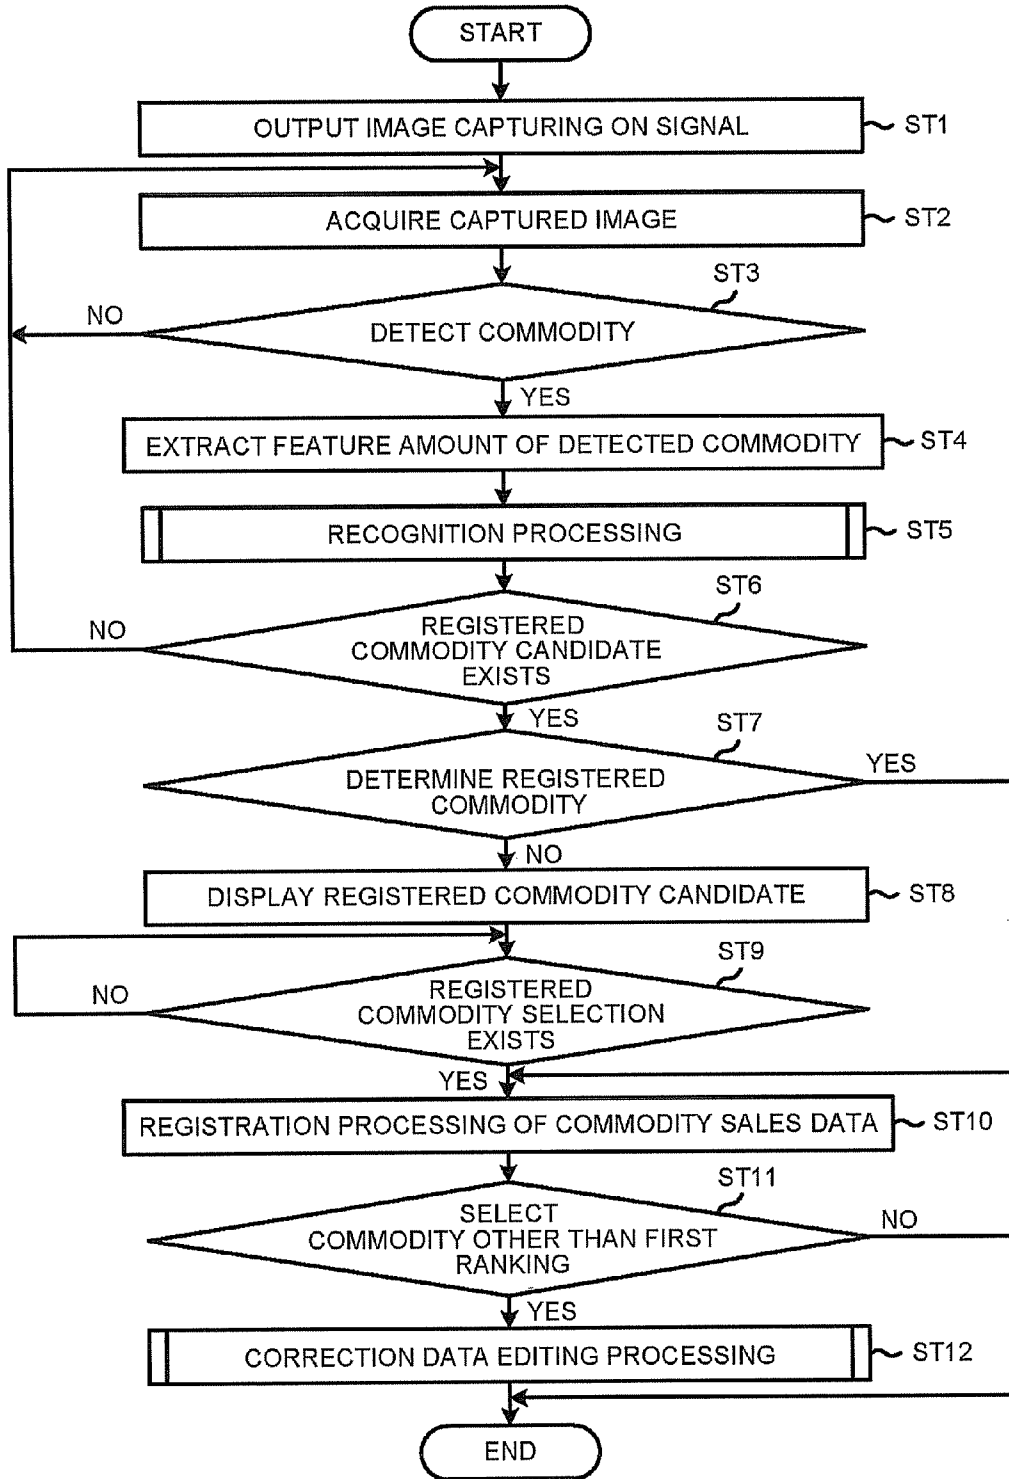 START
OUTPUT IMAGE CAPTURING ON SIGNAL
ST1
ACQUIRE CAPTURED IMAGE
ST2
ST3
NO
DETECT COMMODITY
YES
EXTRACT FEATURE AMOUNT OF DETECTED COMMODITY
ST4
RECOGNITION PROCESSING
ST5
ST6
NO
REGISTERED
COMMODITY CANDIDATE
EXISTS
YES
ST7
YES
DETERMINE REGISTERED
COMMODITY
NO
DISPLAY REGISTERED COMMODITY CANDIDATE
ST8
ST9
NO
REGISTERED
COMMODITY SELECTION
EXISTS
YES
REGISTRATION PROCESSING OF COMMODITY SALES DATA
ST10
ST11
SELECT
COMMODITY OTHER THAN FIRST
RANKING
NO
YES
CORRECTION DATA EDITING PROCESSING
ST12
END